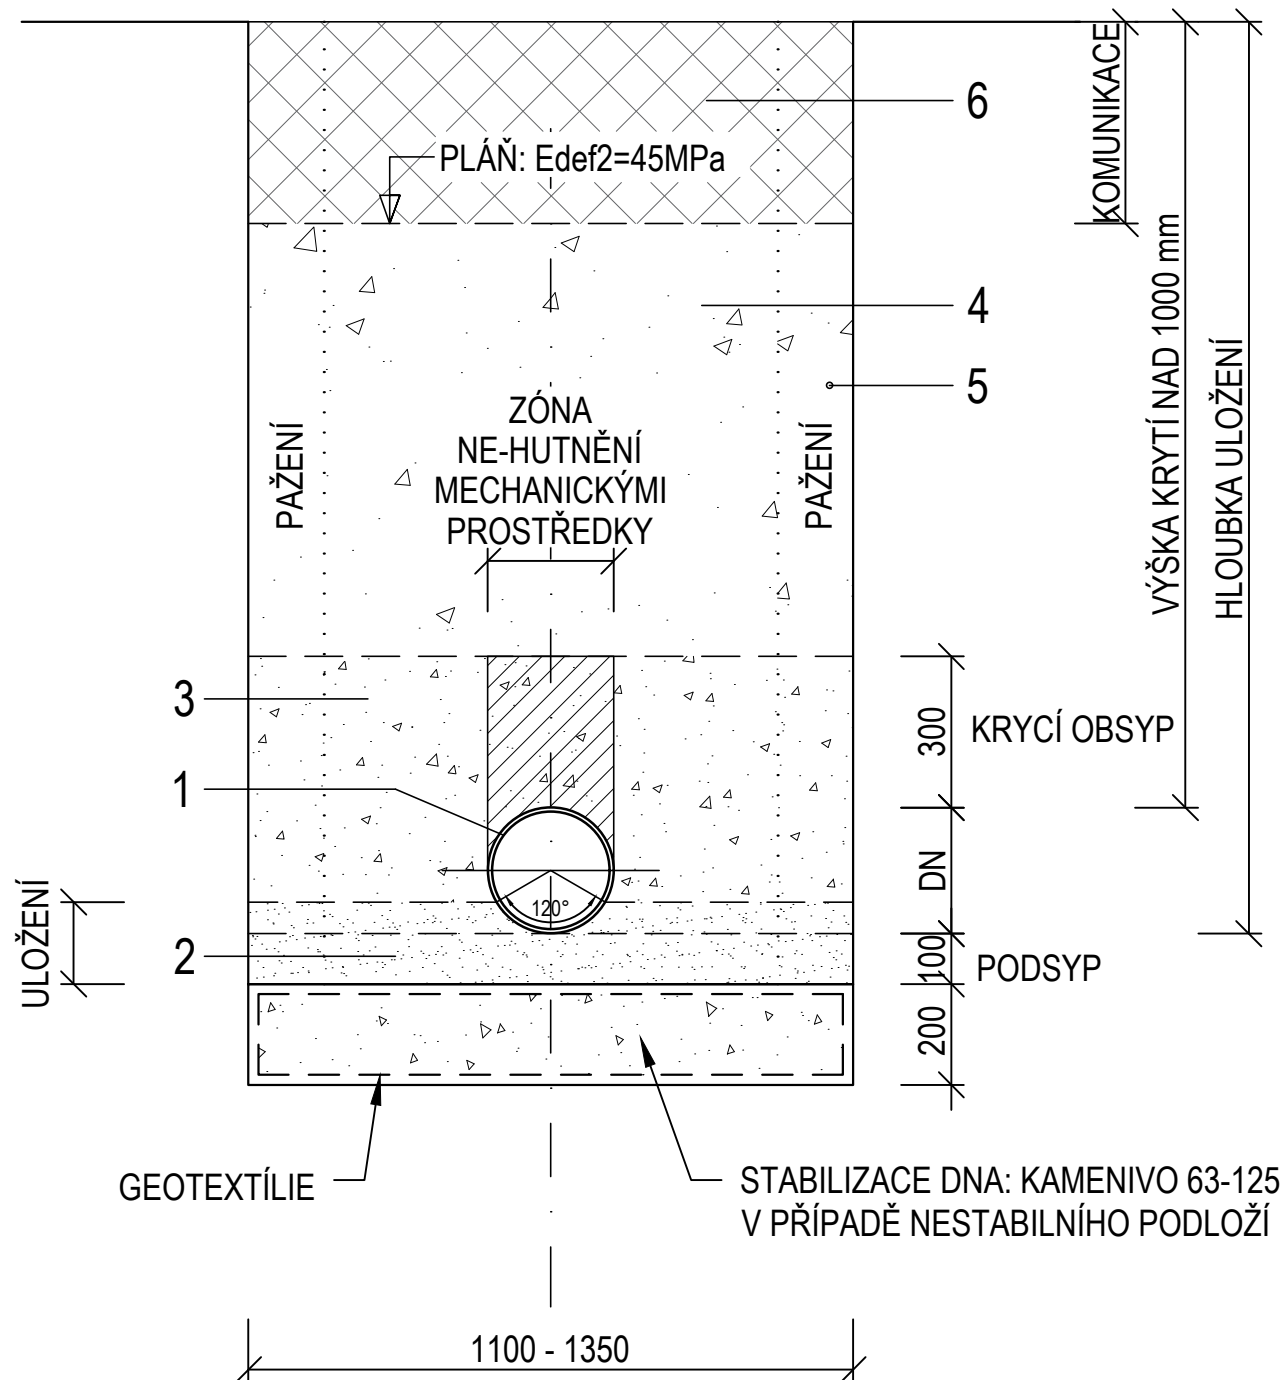 6
KOMUNIKACE
PLÁŇ: Edef2=45MPa
4
5
VÝŠKA KRYTÍ NAD 1000 mm
HLOUBKA ULOŽENÍ
PAŽENÍ
ZÓNA
NE-HUTNĚNÍ
MECHANICKÝMI
PROSTŘEDKY
PAŽENÍ
3
300
KRYCÍ OBSYP
1
DN
ULOŽENÍ
120°
2
100
PODSYP
200
GEOTEXTÍLIE
STABILIZACE DNA: KAMENIVO 63-125
V PŘÍPADĚ NESTABILNÍHO PODLOŽÍ
1100 - 1350